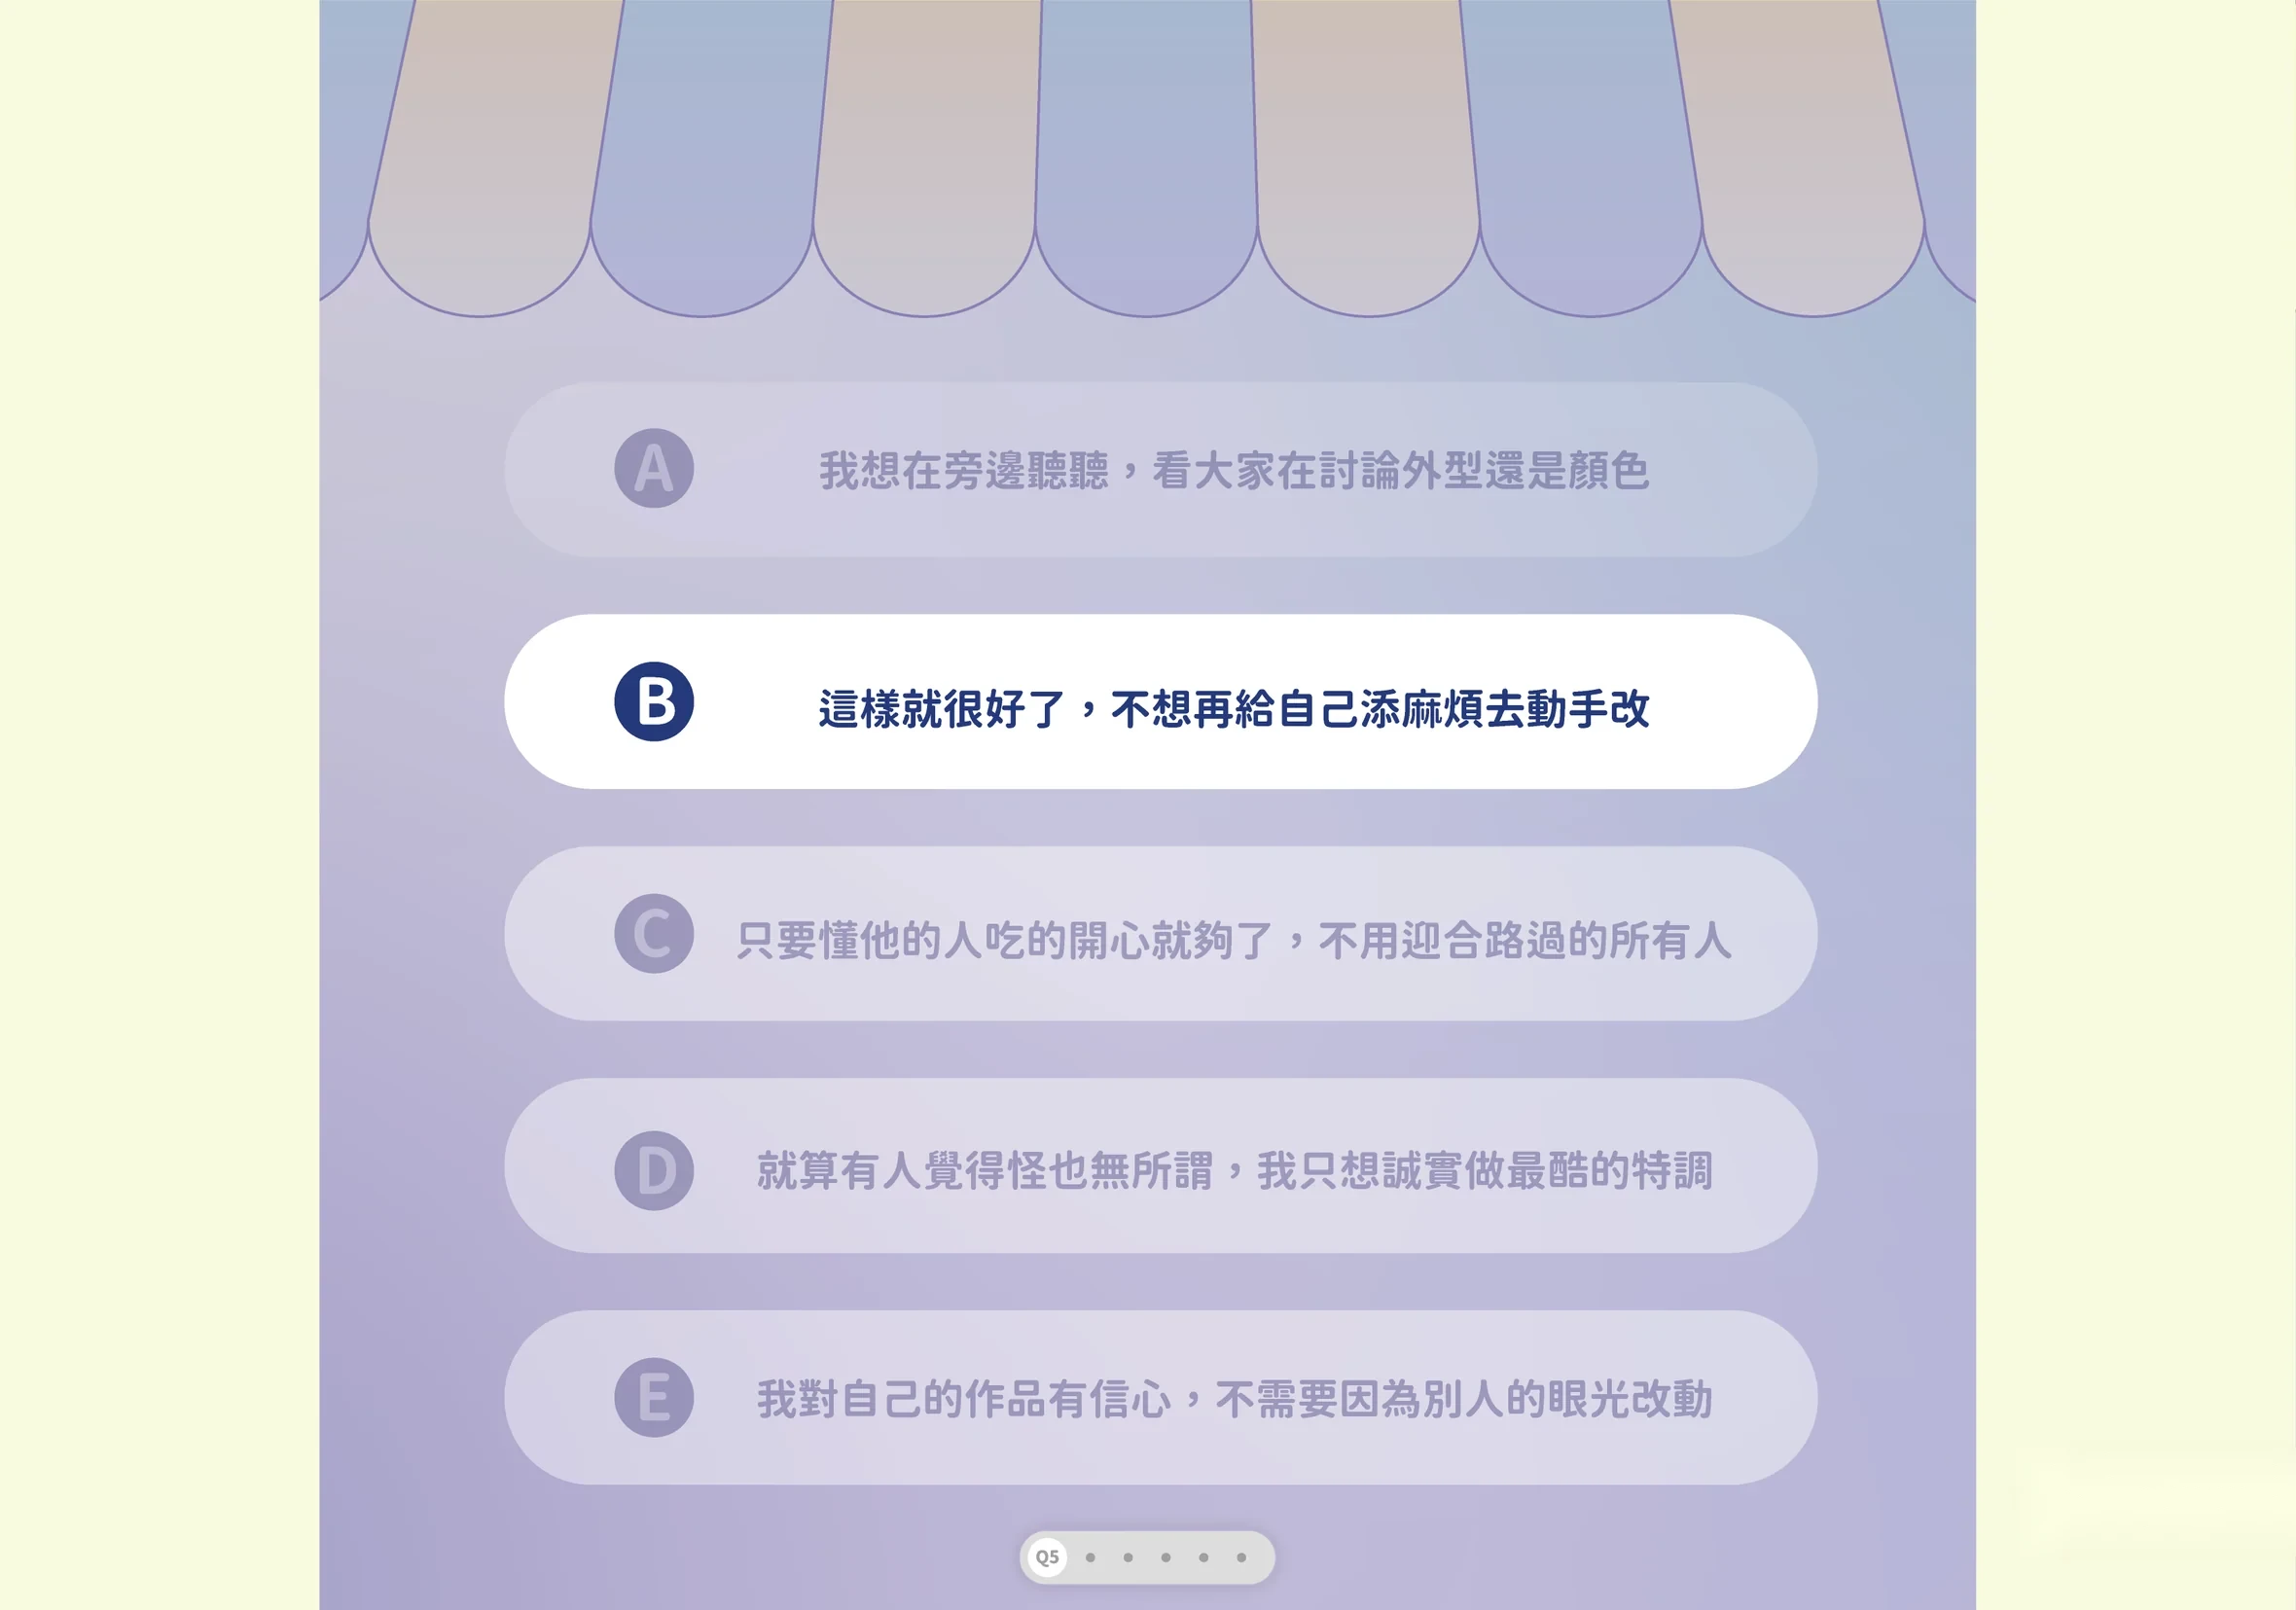 A 我想在旁邊聽聽，看大家在討論外型還是顏色
B 這樣就很好了，不想再給自己添麻煩去動手改
C 只要懂他的人吃的開心就夠了，不用迎合路過的所有人
D 就算有人覺得怪也無所謂，我只想誠實做最酷的特調
E 我對自己的作品有信心，不需要因為別人的眼光改動
Q5